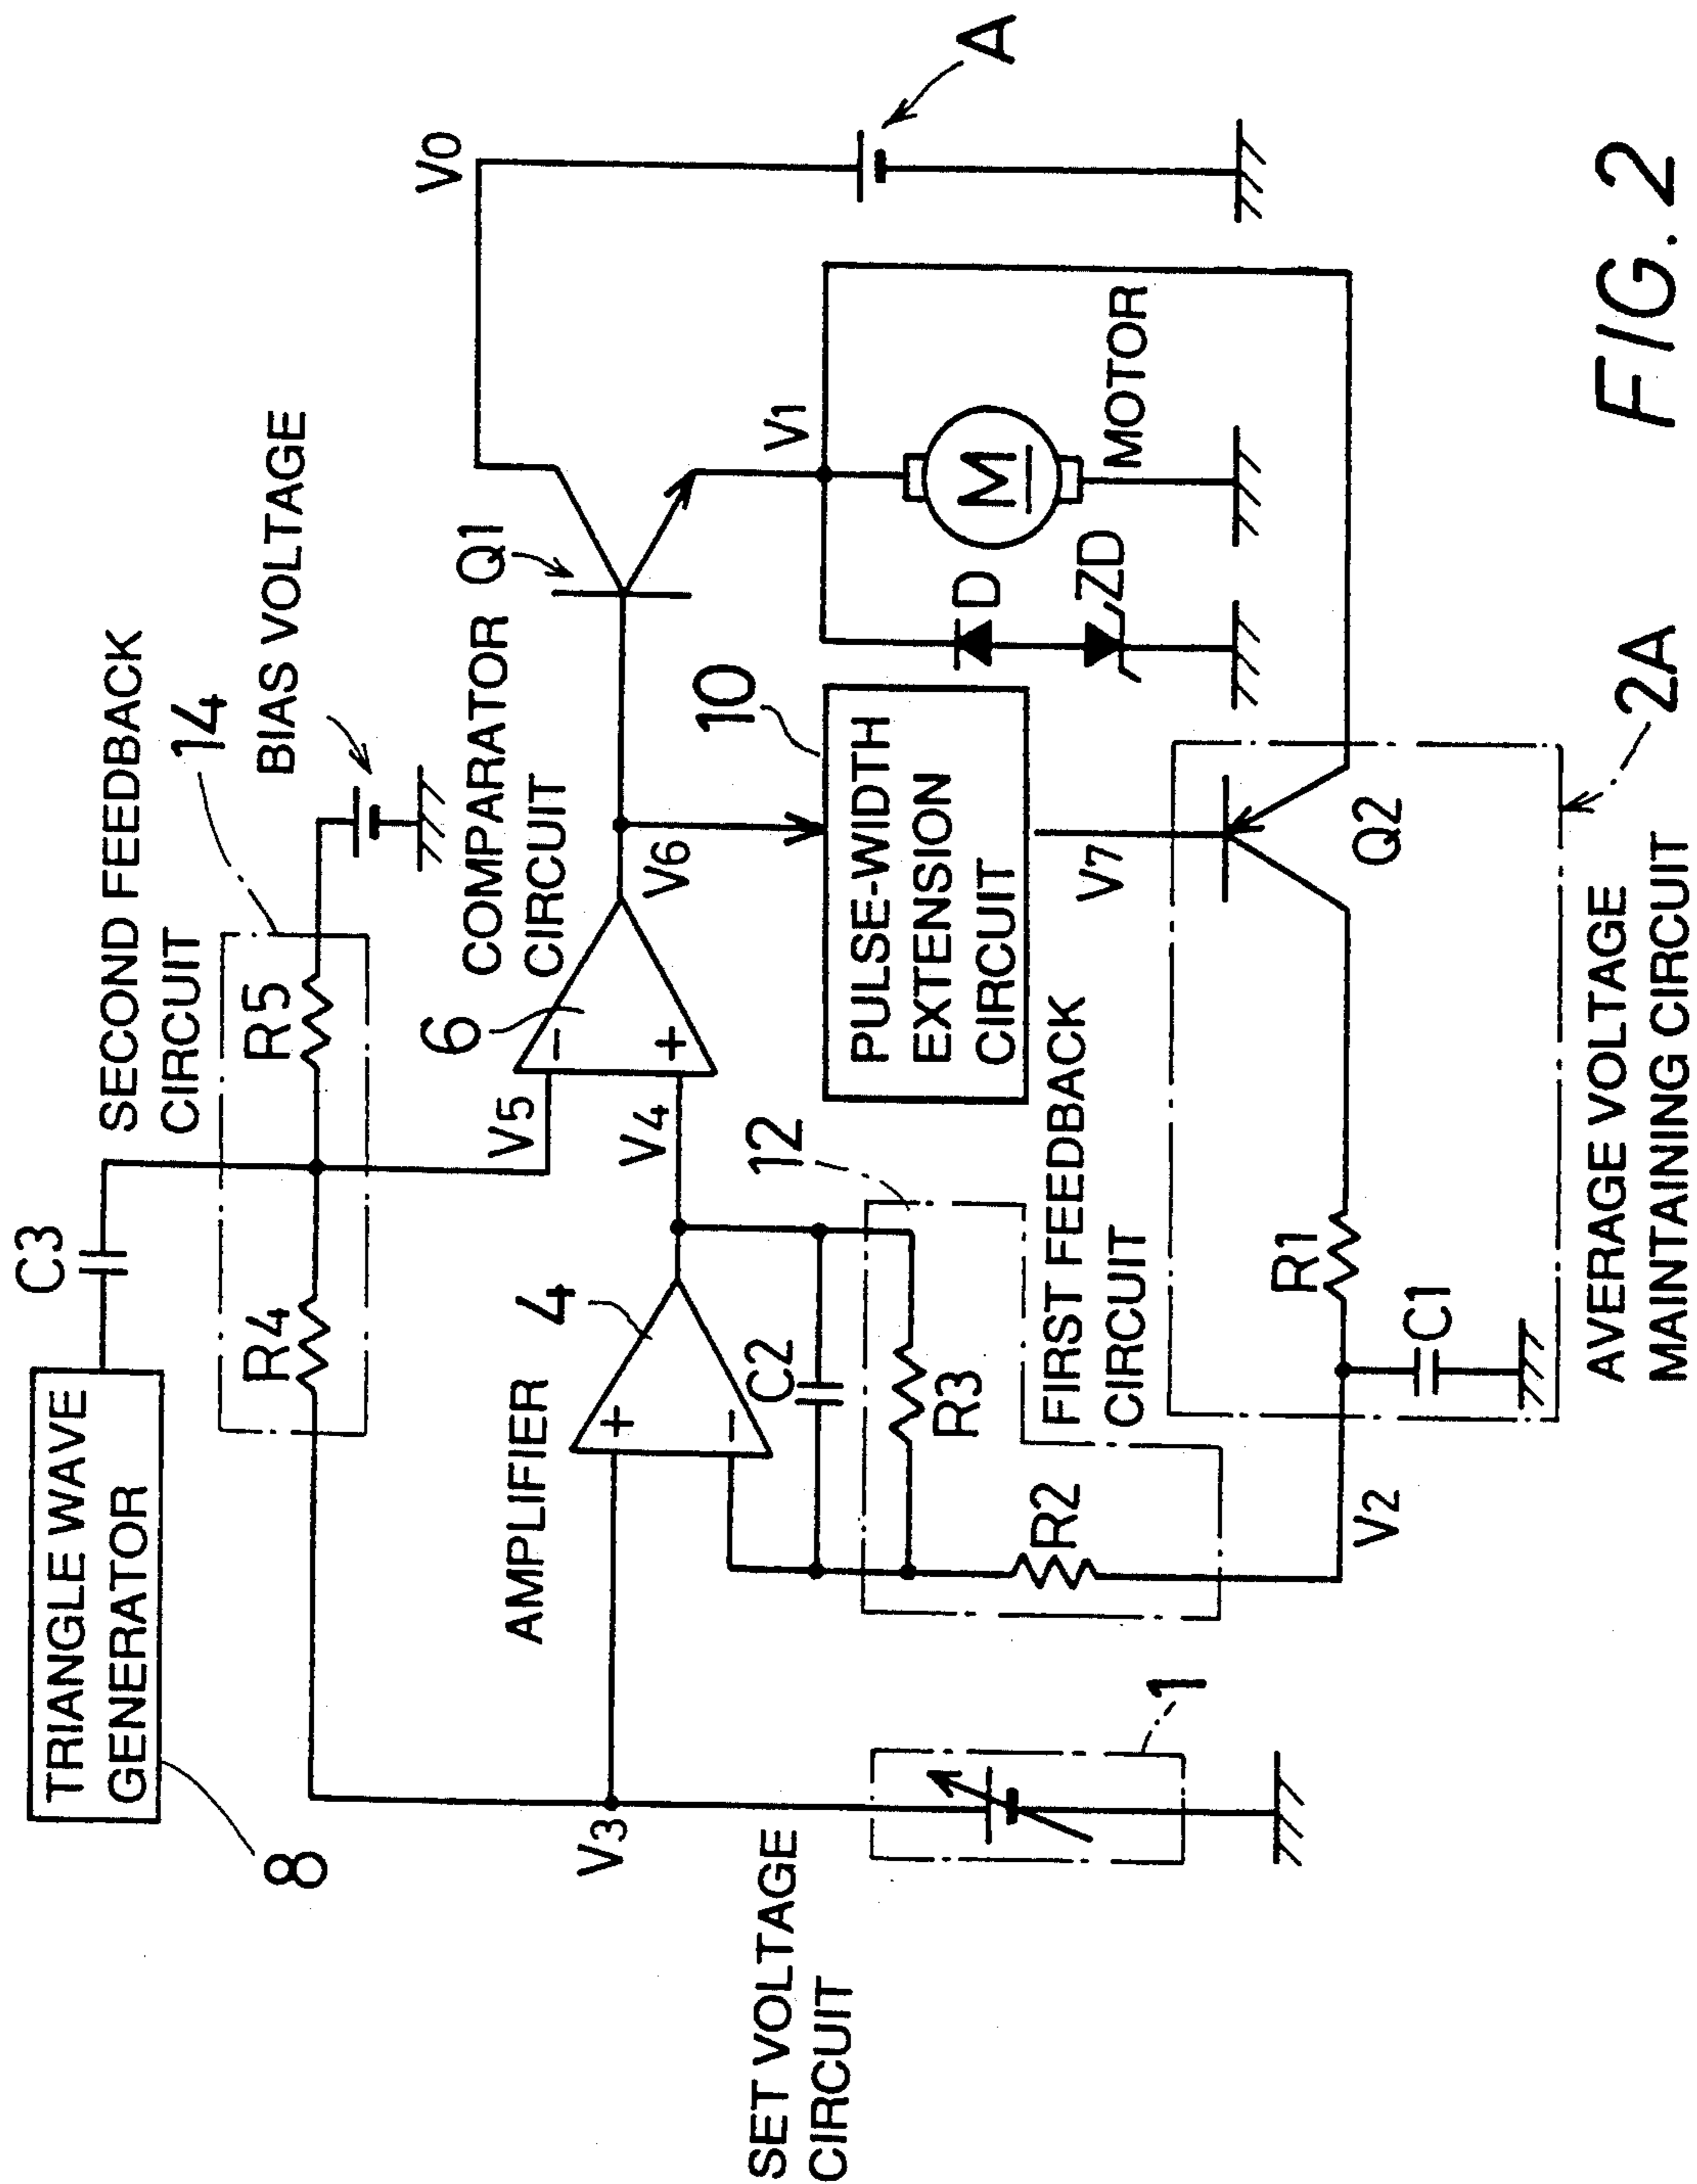 TRIANGLE WAVE
GENERATOR
8
C3
SECOND FEEDBACK
CIRCUIT
14
R4
R5
BIAS VOLTAGE
V3
AMPLIFIER
4
+
−
V5
V4
6
−
+
COMPARATOR
CIRCUIT
Q1
V0
A
V6
C2
R3
R2
12
FIRST FEEDBACK
CIRCUIT
10
PULSE-WIDTH
EXTENSION
CIRCUIT
V7
V1
D
ZD
M
MOTOR
SET VOLTAGE
CIRCUIT
1
V2
R1
C1
Q2
2A
AVERAGE VOLTAGE
MAINTAINING CIRCUIT
FIG. 2